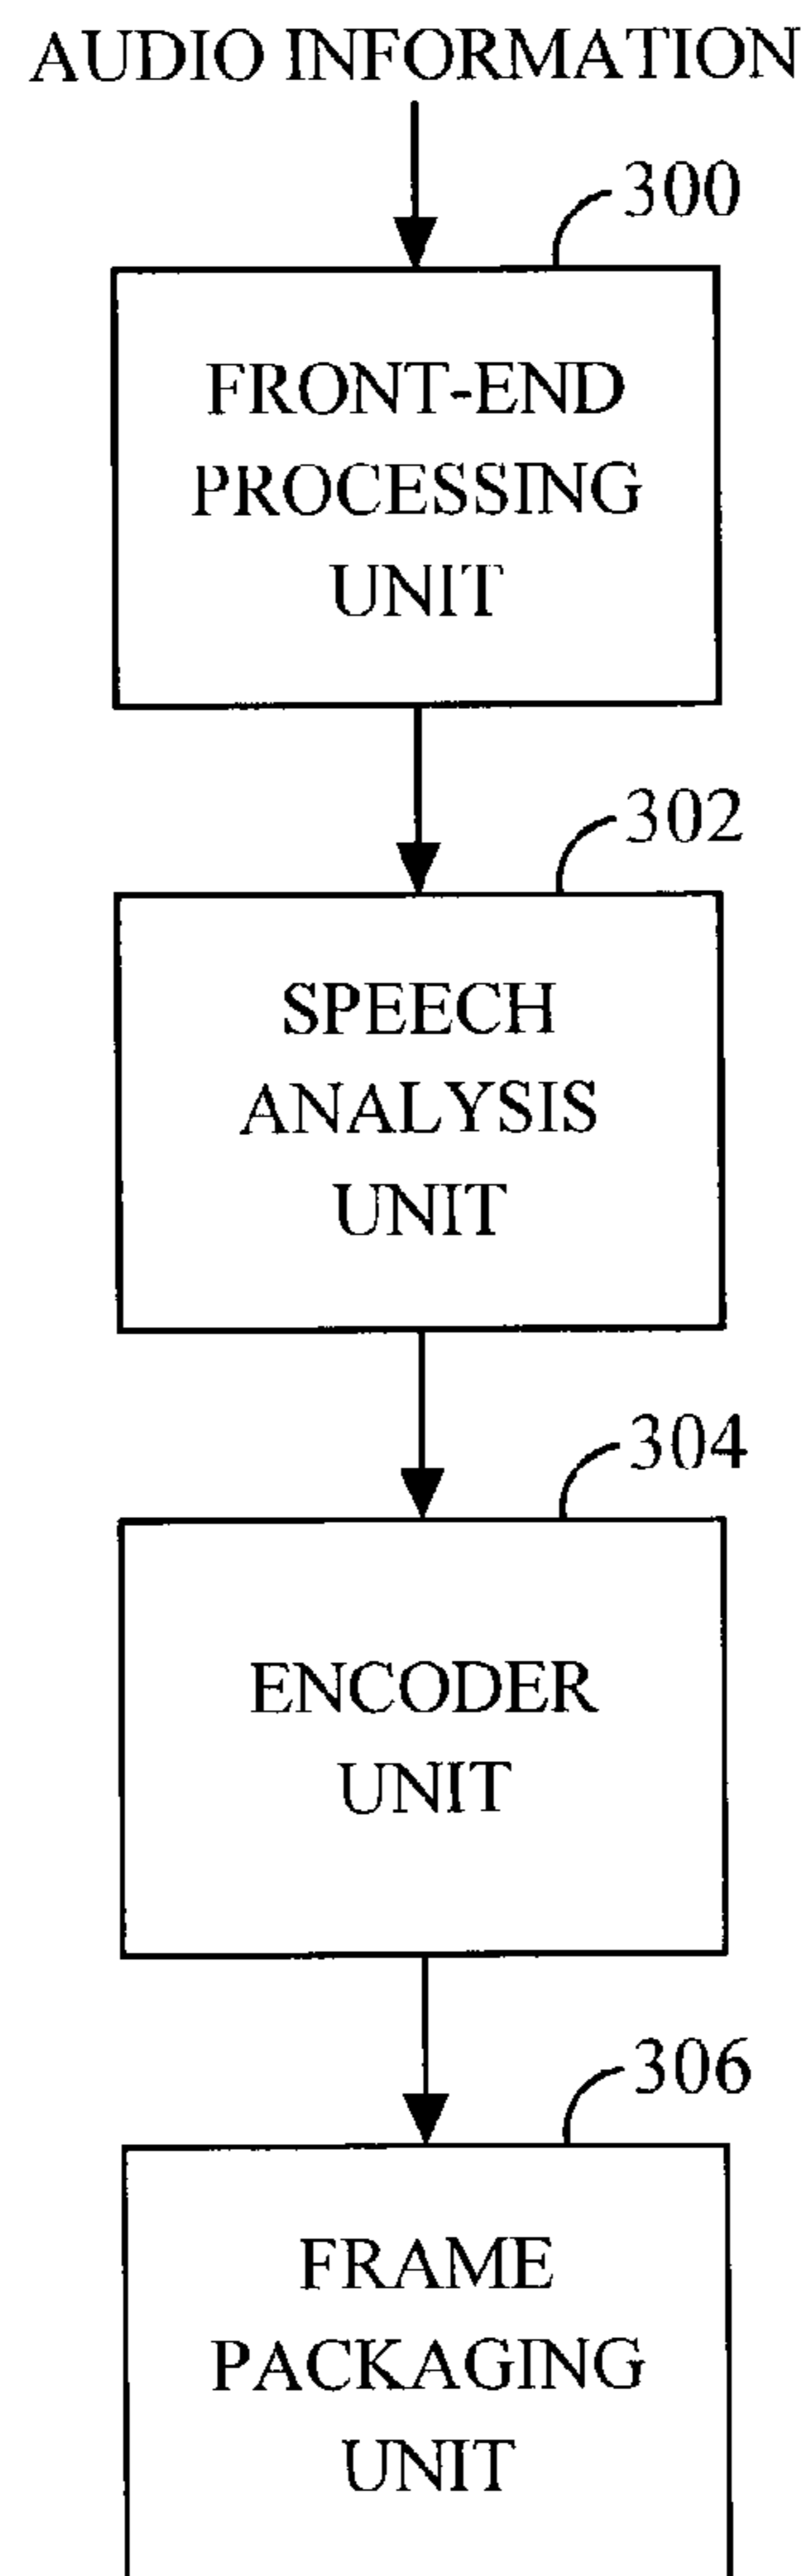 AUDIO INFORMATION
300
FRONT-END
PROCESSING
UNIT
302
SPEECH
ANALYSIS
UNIT
304
ENCODER
UNIT
306
FRAME
PACKAGING
UNIT